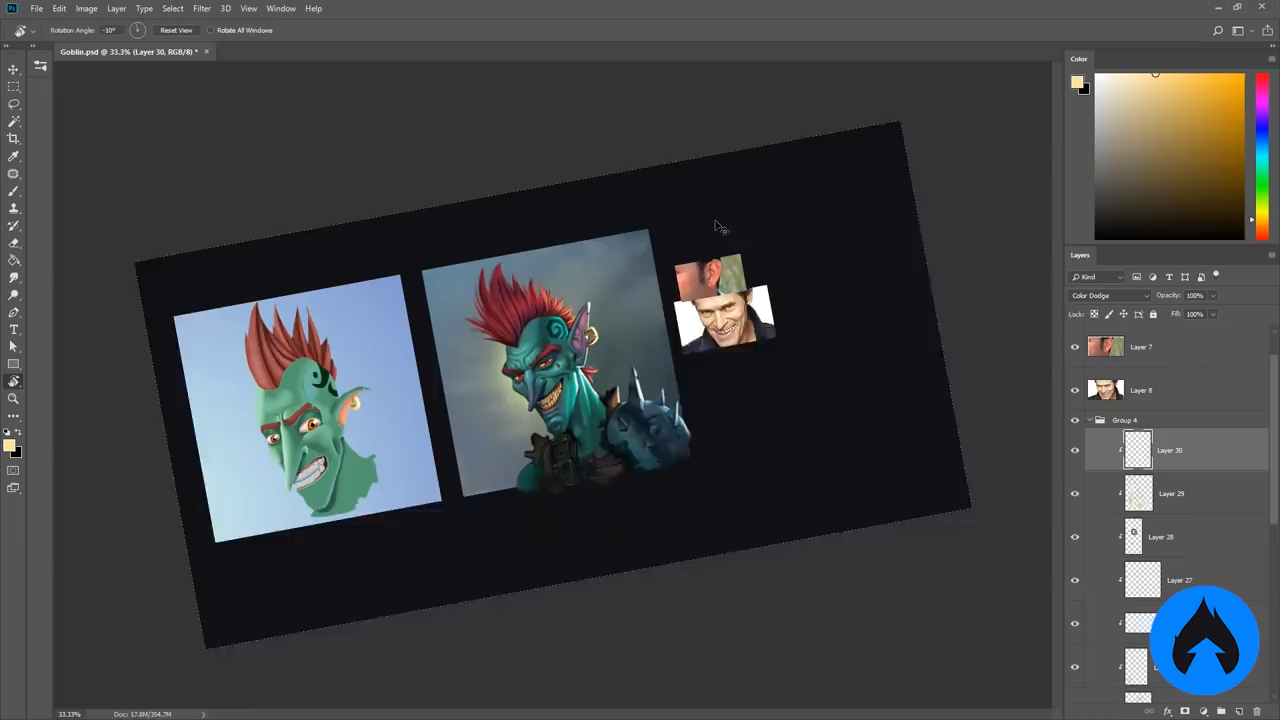 Ps File Edit Image Layer Type Select Filter 3D View Window Help
Rotation Angle: -10° Reset View Rotate All Windows
Goblin.psd @ 33.3% (Layer 30, RGB/8) * ×
Color
Layers
Kind
Color Dodge Opacity: 100%
Lock: Fill: 100%
Layer 7
Layer 8
Group 4
Layer 30
Layer 29
Layer 28
Layer 27
33.33% Doc: 17.8M/354.7M